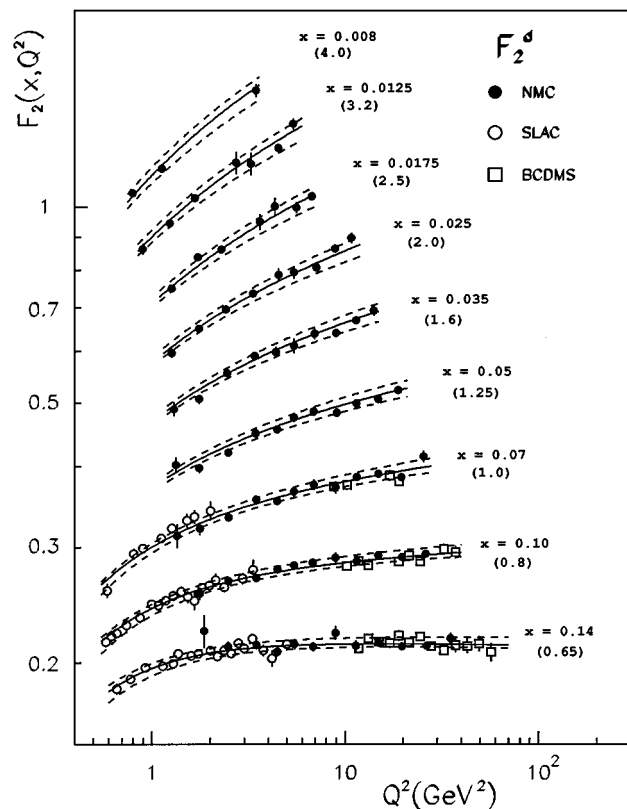 F₂(x,Q²)
x = 0.008
(4.0)
x = 0.0125
(3.2)
x = 0.0175
(2.5)
x = 0.025
(2.0)
x = 0.035
(1.6)
x = 0.05
(1.25)
x = 0.07
(1.0)
x = 0.10
(0.8)
x = 0.14
(0.65)
F₂ᵈ
NMC
SLAC
BCDMS
1
0.7
0.5
0.3
0.2
1
10
10²
Q²(GeV²)